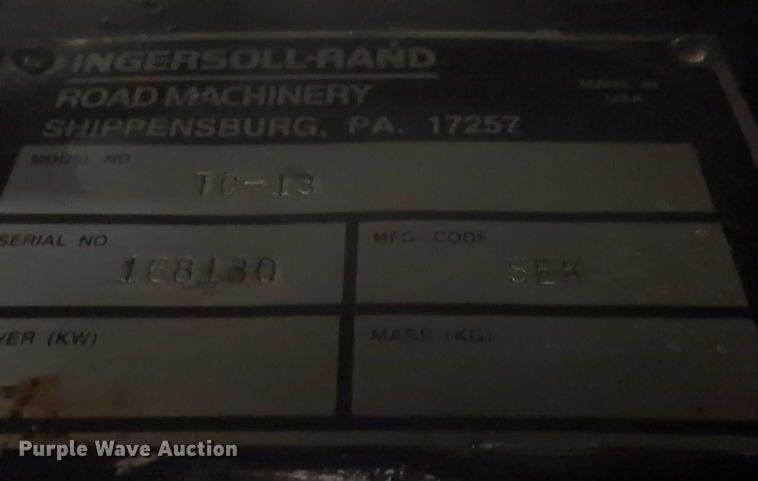 INGERSOLL-RAND
ROAD MACHINERY
SHIPPENSBURG, PA. 17257
MADE IN
USA
MODEL NO
TC-13
SERIAL NO
168130
MFG CODE
SEK
VER (KW)
MASS (KG)
Purple Wave Auction